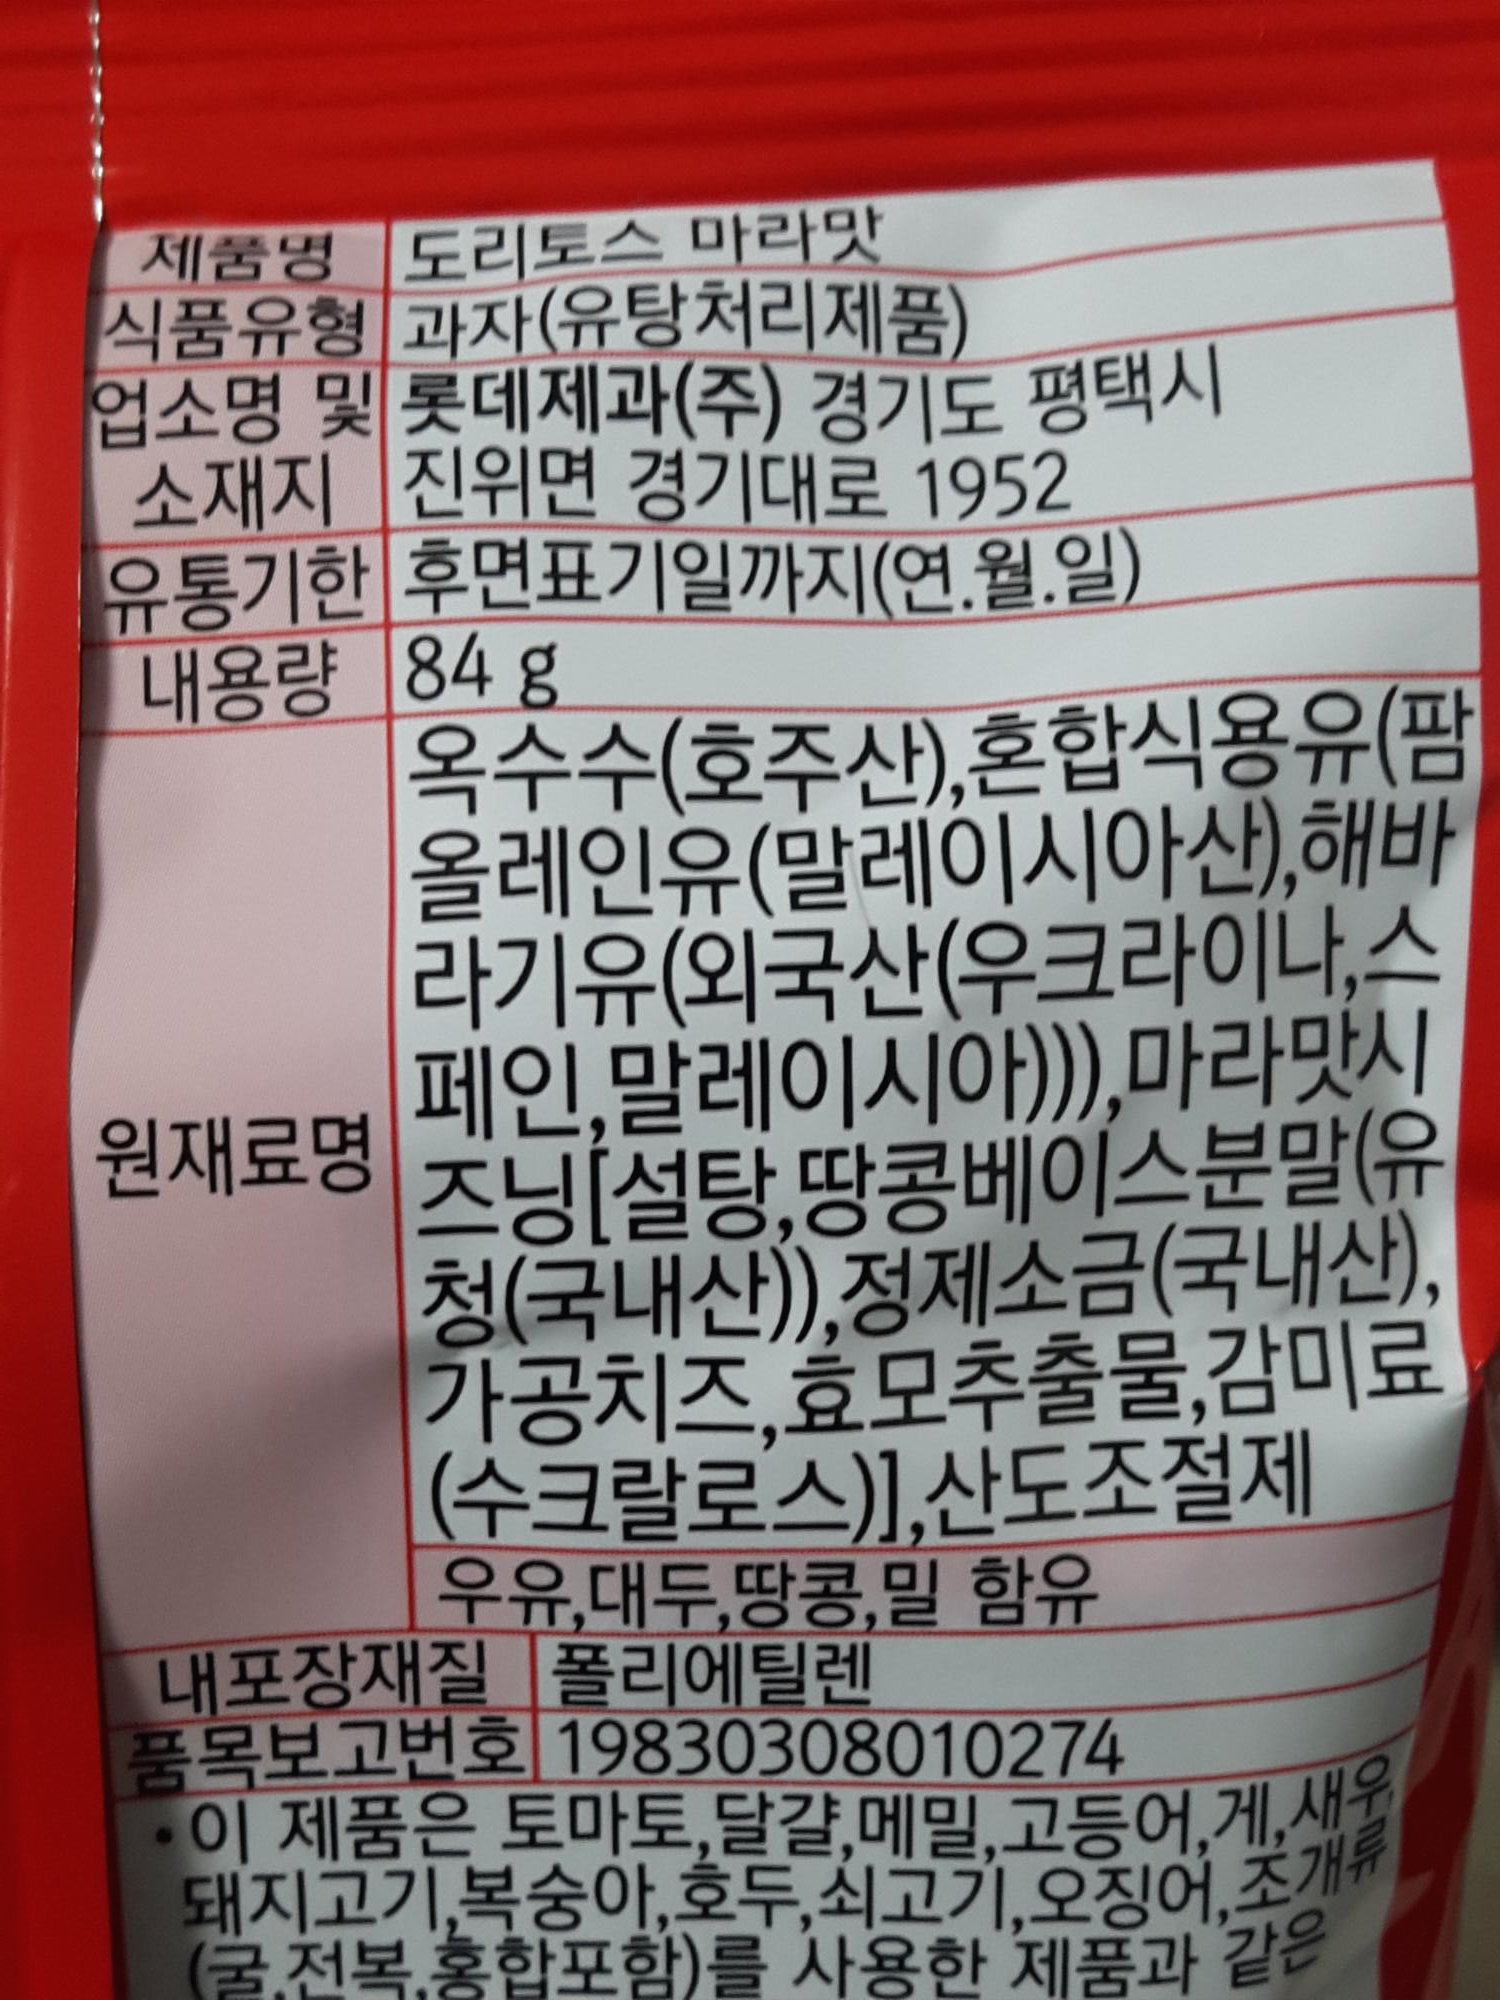 제품명 도리토스 마라맛
식품유형 과자(유탕처리제품)
업소명 및 롯데제과(주) 경기도 평택시
소재지 진위면 경기대로 1952
유통기한 후면표기일까지(연.월.일)
내용량 84 g
옥수수(호주산),혼합식용유(팜
올레인유(말레이시아산),해바
라기유(외국산(우크라이나,스
페인,말레이시아))),마라맛시
원재료명 즈닝[설탕,땅콩베이스분말(유
청(국내산)),정제소금(국내산),
가공치즈,효모추출물,감미료
(수크랄로스)],산도조절제
우유,대두,땅콩,밀 함유
내포장재질 폴리에틸렌
품목보고번호 19830308010274
•이 제품은 토마토,달걀,메밀,고등어,게,새우,
돼지고기,복숭아,호두,쇠고기,오징어,조개류
(굴,전복,홍합포함)를 사용한 제품과 같은